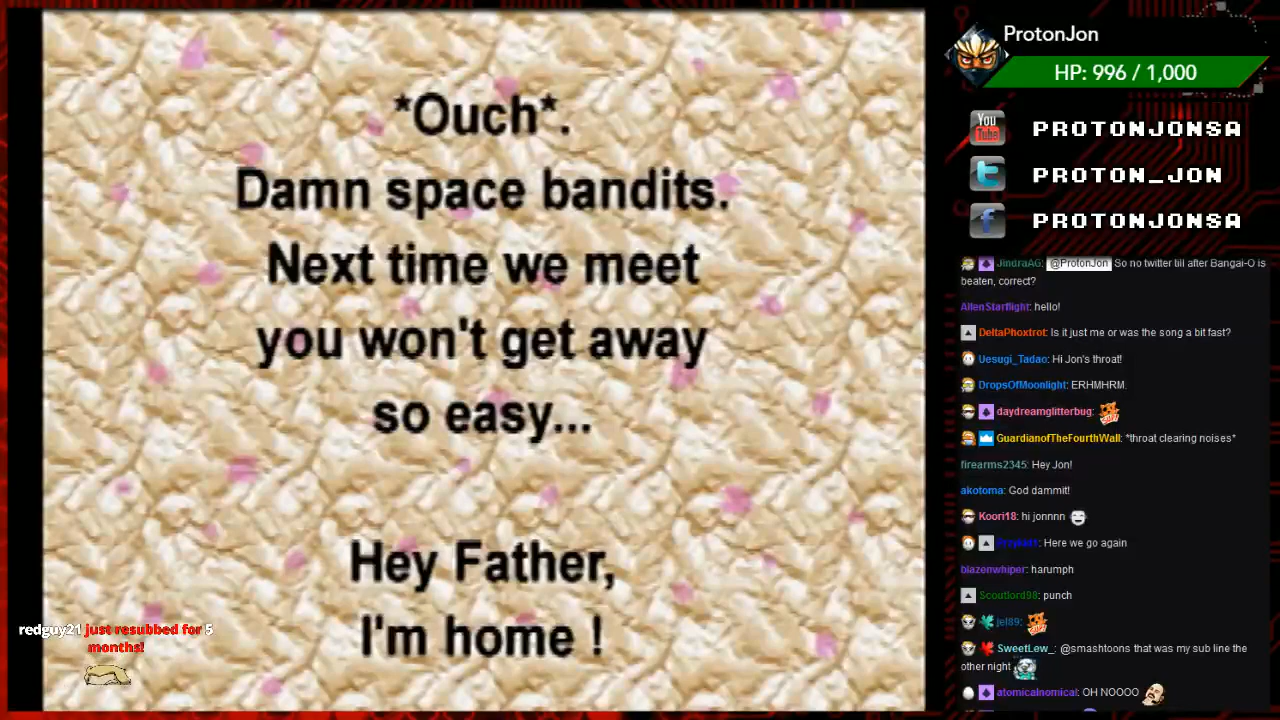 *Ouch*.
Damn space bandits.
Next time we meet
you won't get away
so easy...
Hey Father,
I'm home !
redguy21 just resubbed for 5
months!
ProtonJon
HP: 996 / 1,000
You
Tube
PROTONJONSA
PROTON_JON
PROTONJONSA
JindraAG: @ProtonJon So no twitter till after Bangai-O is
beaten, correct?
AllenStarflight: hello!
DeltaPhoxtrot: Is it just me or was the song a bit fast?
Uesugi_Tadao: Hi Jon's throat!
DropsOfMoonlight: ERHMHRM.
daydreamglitterbug:
GuardianofTheFourthWall: *throat clearing noises*
firearms2345: Hey Jon!
akotoma: God dammit!
Koori18: hi jonnnn
Here we go again
blazenwhiper: harumph
Scoutlord98: punch
jel89:
SweetLew_: @smashtoons that was my sub line the
other night
atomicalnomical: OH NOOOO